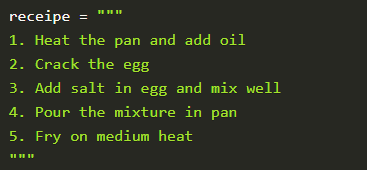 receipe = """
1. Heat the pan and add oil
2. Crack the egg
3. Add salt in egg and mix well
4. Pour the mixture in pan
5. Fry on medium heat
"""